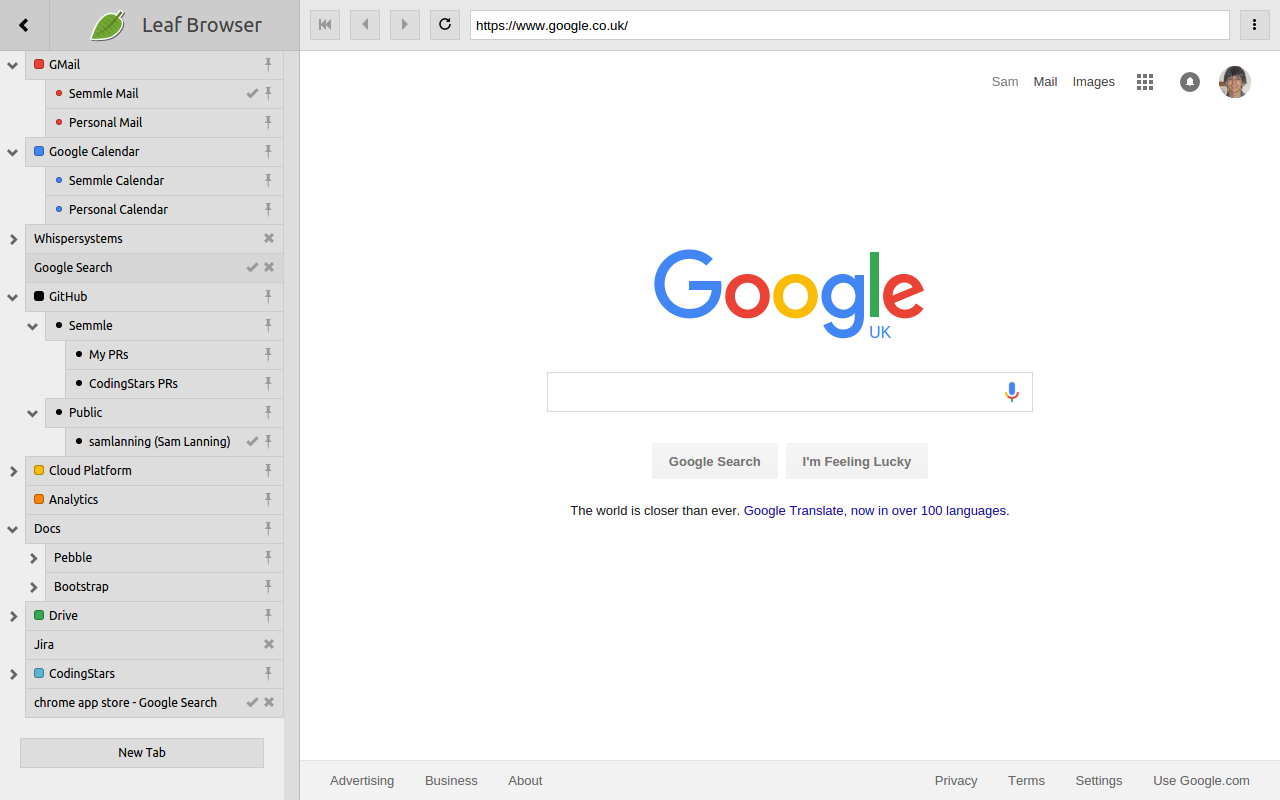 Leaf Browser
https://www.google.co.uk/
GMail
Semmle Mail
Personal Mail
Google Calendar
Semmle Calendar
Personal Calendar
Whispersystems
Google Search
GitHub
Semmle
My PRs
CodingStars PRs
Public
samlanning (Sam Lanning)
Cloud Platform
Analytics
Docs
Pebble
Bootstrap
Drive
Jira
CodingStars
chrome app store - Google Search
New Tab
Sam Mail Images
Google
UK
Google Search I'm Feeling Lucky
The world is closer than ever. Google Translate, now in over 100 languages.
Advertising Business About Privacy Terms Settings Use Google.com